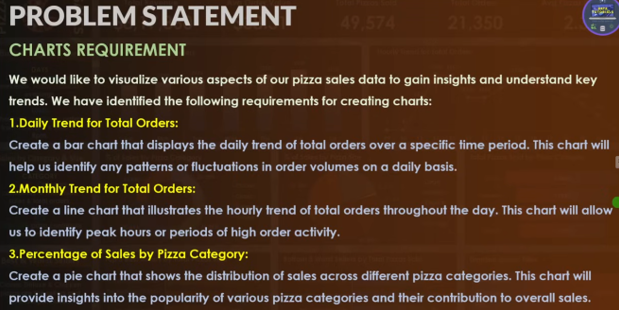 PROBLEM STATEMENT
49,574
21,350
CHARTS REQUIREMENT
We would like to visualize various aspects of our pizza sales data to gain insights and understand key
trends. We have identified the following requirements for creating charts:
1.Daily Trend for Total Orders:
Create a bar chart that displays the daily trend of total orders over a specific time period. This chart will
help us identify any patterns or fluctuations in order volumes on a daily basis.
2.Monthly Trend for Total Orders:
Create a line chart that illustrates the hourly trend of total orders throughout the day. This chart will allow
us to identify peak hours or periods of high order activity.
3.Percentage of Sales by Pizza Category:
Create a pie chart that shows the distribution of sales across different pizza categories. This chart will
provide insights into the popularity of various pizza categories and their contribution to overall sales.